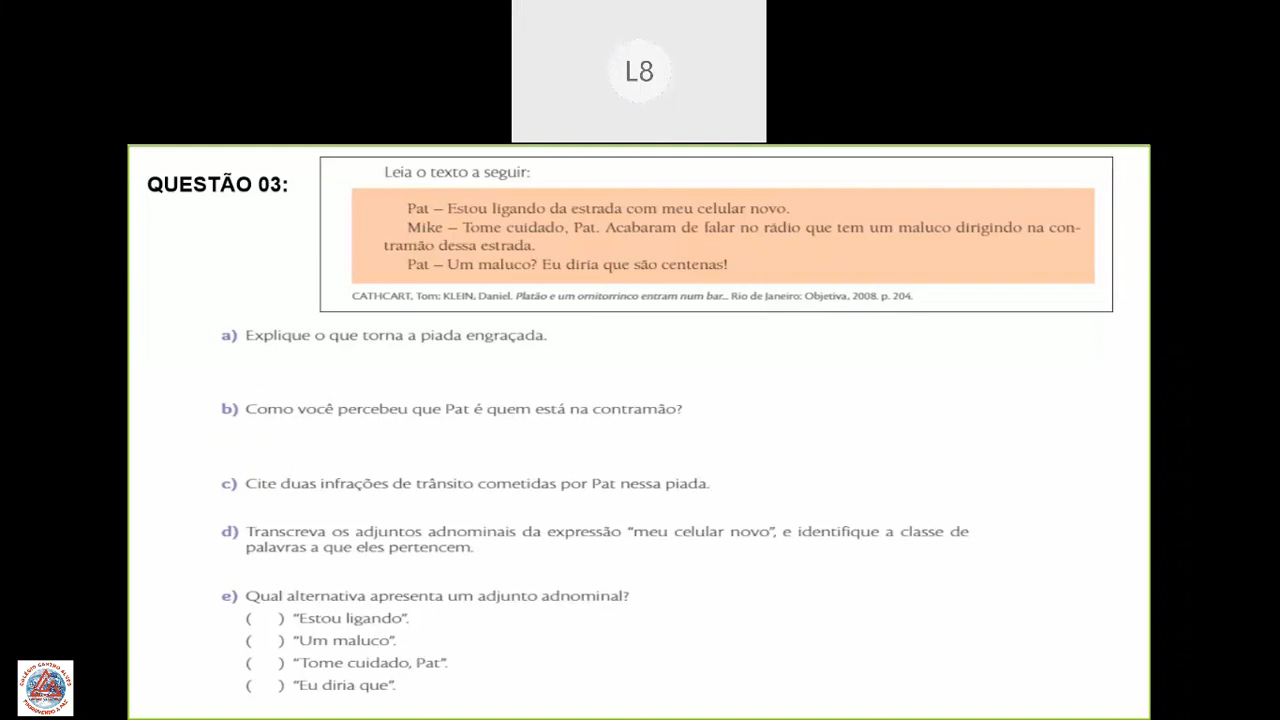 L8
QUESTÃO 03:
Leia o texto a seguir:
Pat – Estou ligando da estrada com meu celular novo.
Mike – Tome cuidado, Pat. Acabaram de falar no rádio que tem um maluco dirigindo na con-
tramão dessa estrada.
Pat – Um maluco? Eu diria que são centenas!
CATHCART, Tom; KLEIN, Daniel. Platão e um ornitorrinco entram num bar... Rio de Janeiro: Objetiva, 2008. p. 204.
a) Explique o que torna a piada engraçada.
b) Como você percebeu que Pat é quem está na contramão?
c) Cite duas infrações de trânsito cometidas por Pat nessa piada.
d) Transcreva os adjuntos adnominais da expressão “meu celular novo”, e identifique a classe de
palavras a que eles pertencem.
e) Qual alternativa apresenta um adjunto adnominal?
( ) “Estou ligando”.
( ) “Um maluco”.
( ) “Tome cuidado, Pat”.
( ) “Eu diria que”.